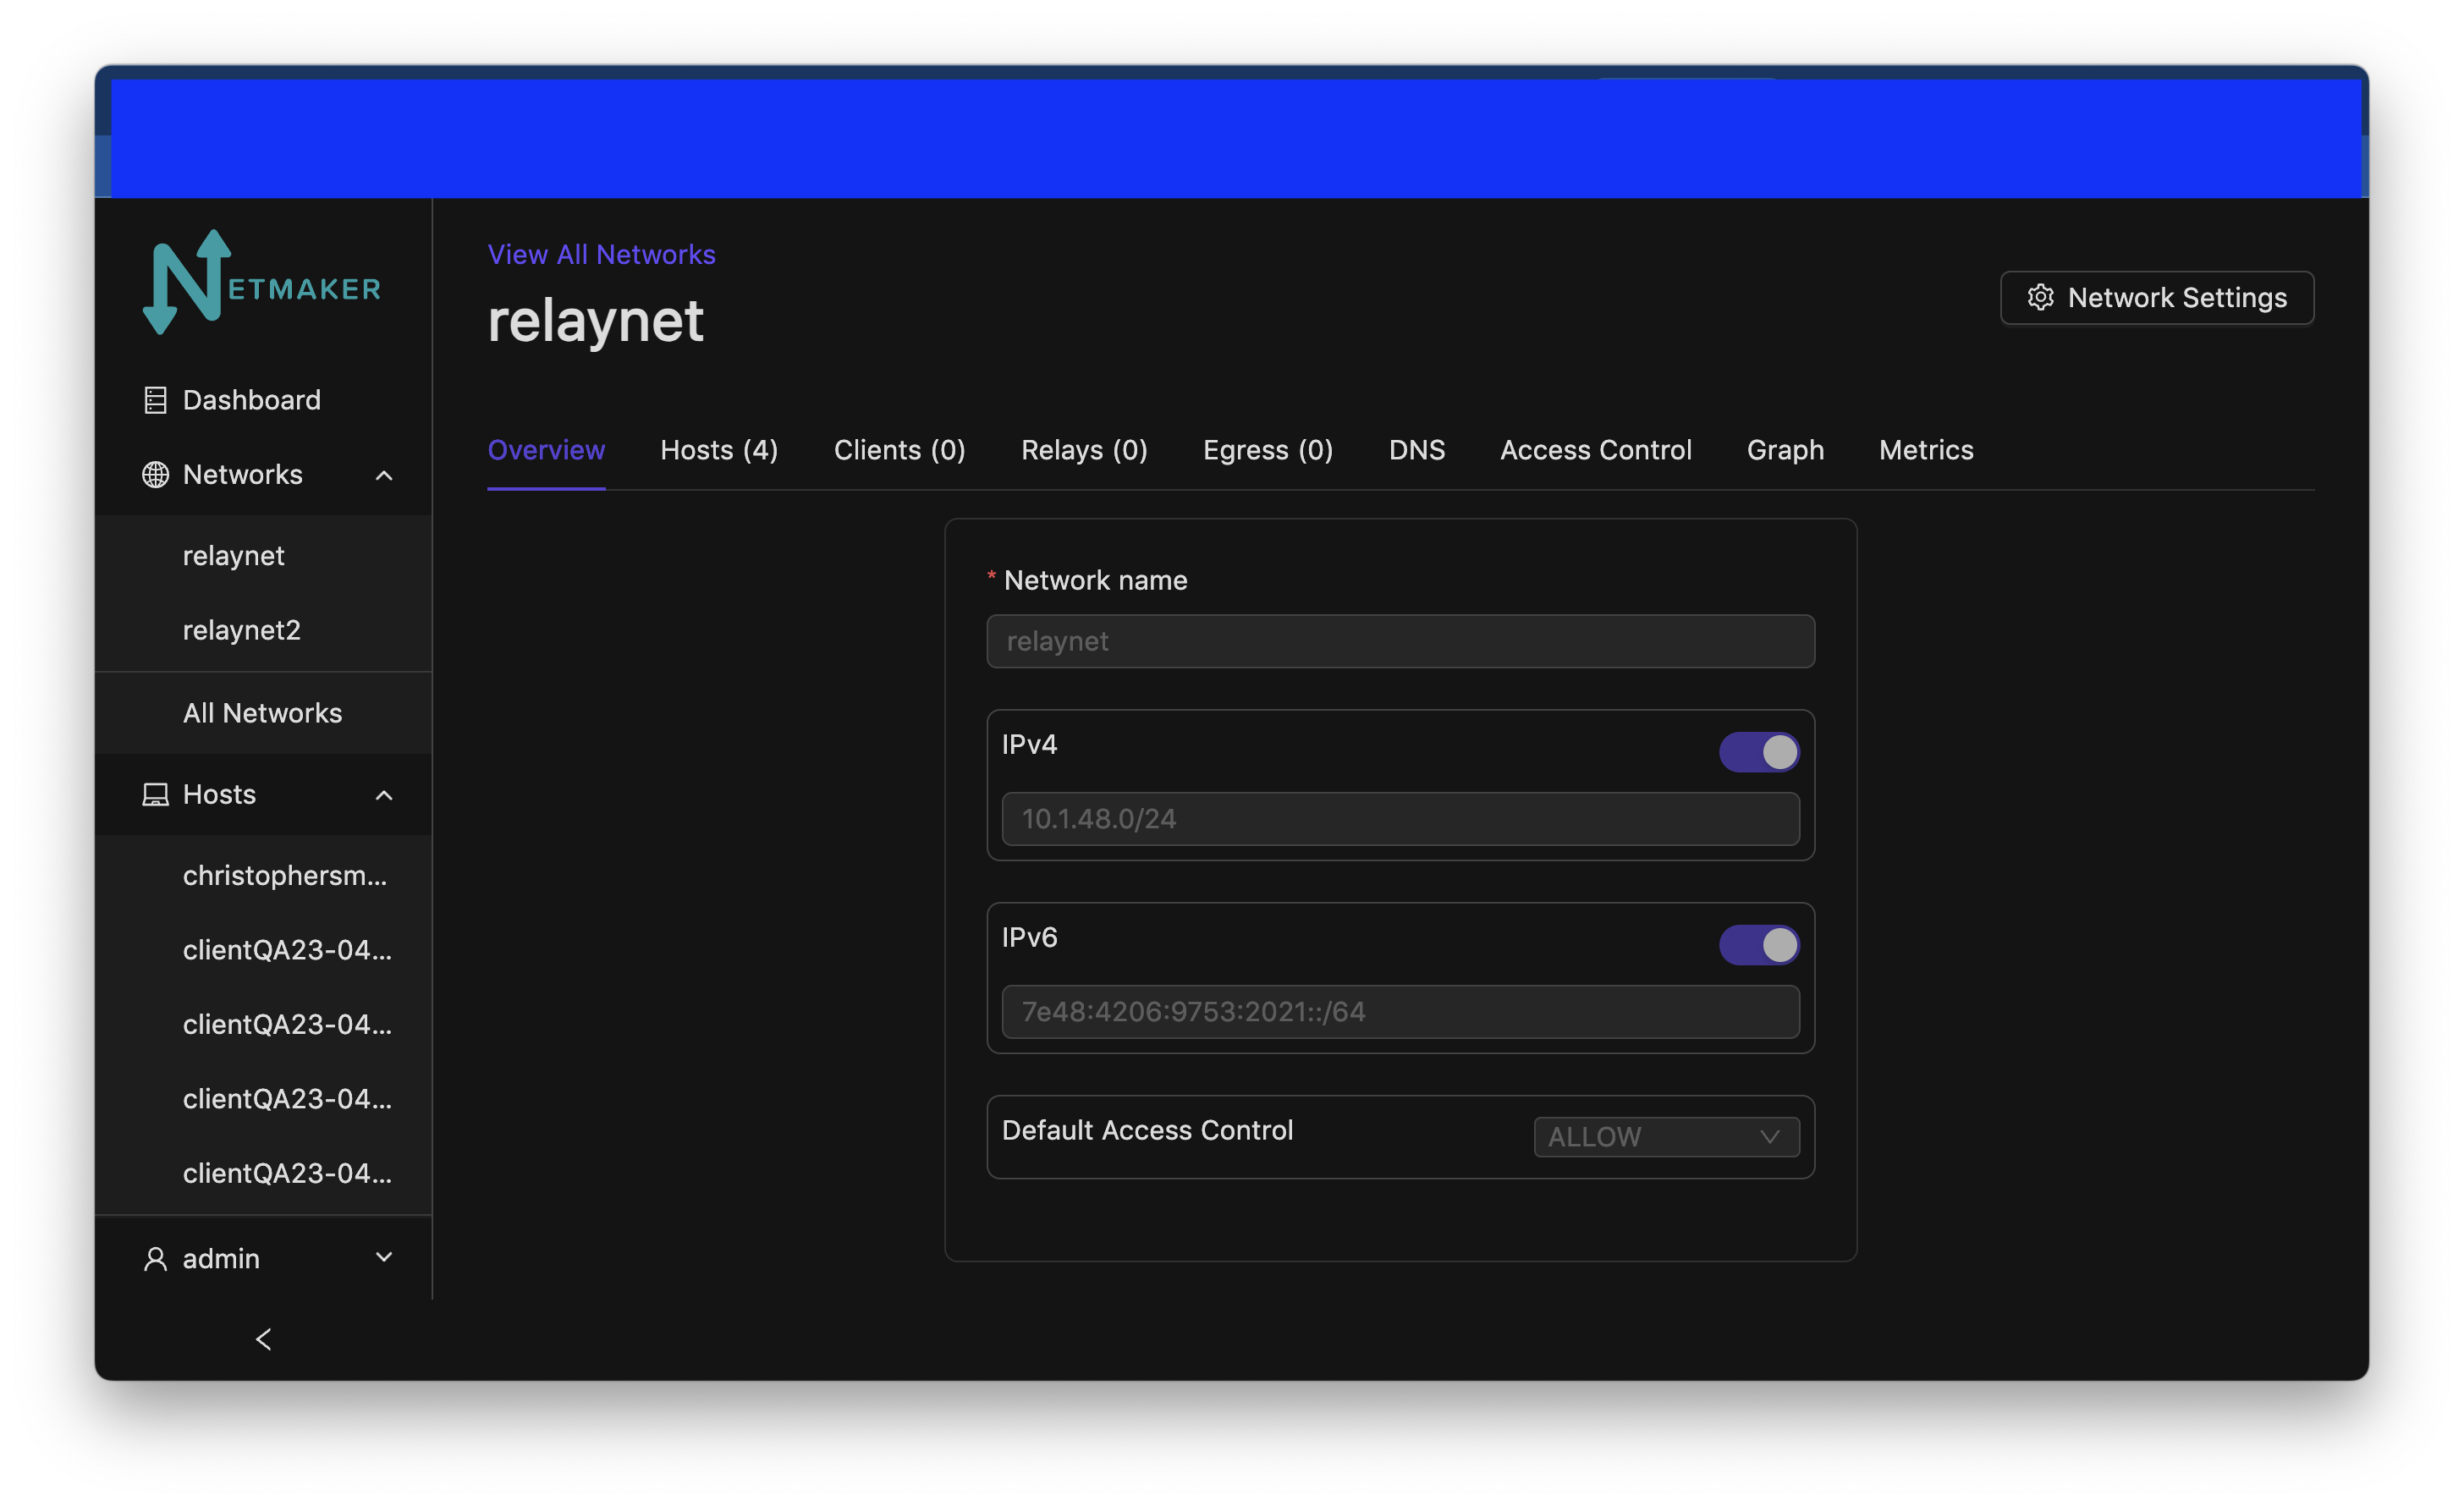 NETMAKER
Dashboard
Networks
relaynet
relaynet2
All Networks
Hosts
christophersm...
clientQA23-04...
clientQA23-04...
clientQA23-04...
clientQA23-04...
admin
View All Networks
relaynet
Network Settings
Overview Hosts (4) Clients (0) Relays (0) Egress (0) DNS Access Control Graph Metrics
* Network name
relaynet
IPv4
10.1.48.0/24
IPv6
7e48:4206:9753:2021::/64
Default Access Control ALLOW